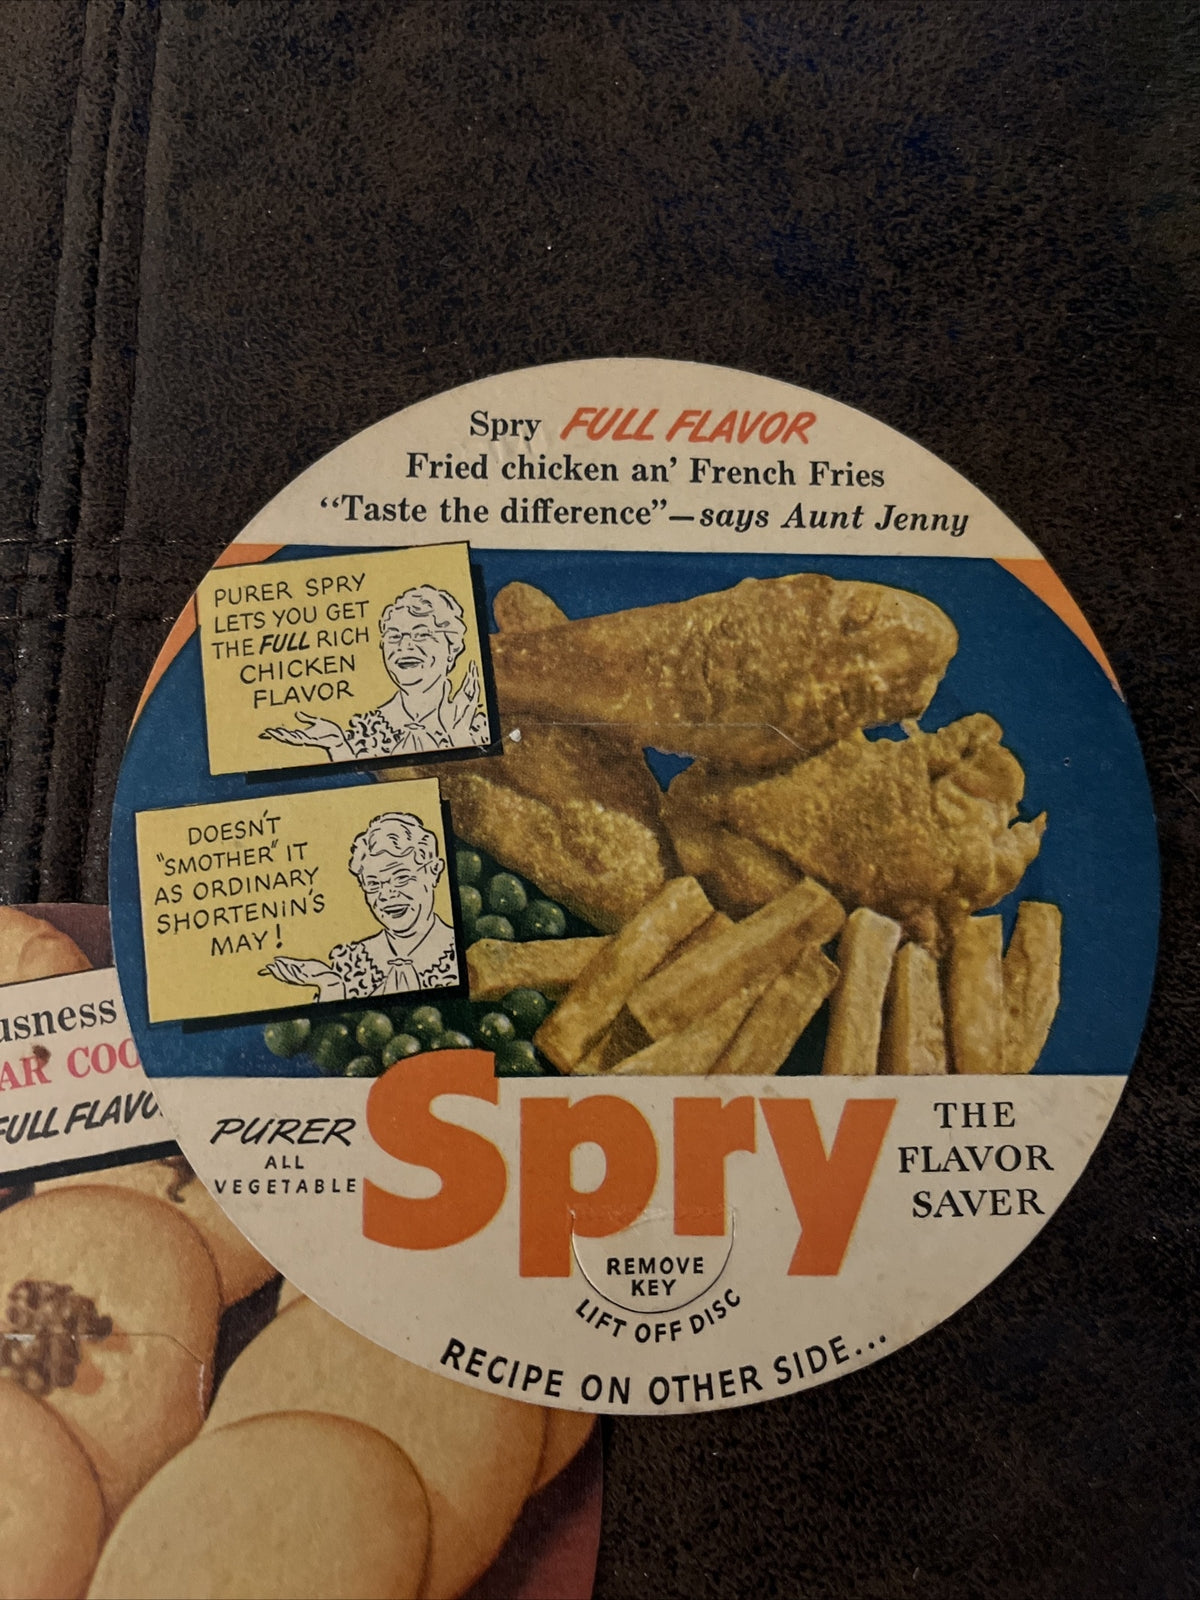 Spry FULL FLAVOR
Fried chicken an' French Fries
“Taste the difference”—says Aunt Jenny
PURER SPRY
LETS YOU GET
THE FULL RICH
CHICKEN
FLAVOR
DOESN'T
"SMOTHER" IT
AS ORDINARY
SHORTENIN'S
MAY!
PURER
ALL
VEGETABLE
Spry
THE
FLAVOR
SAVER
REMOVE
KEY
LIFT OFF DISC
RECIPE ON OTHER SIDE...
usness
AR COO
FULL FLAVO